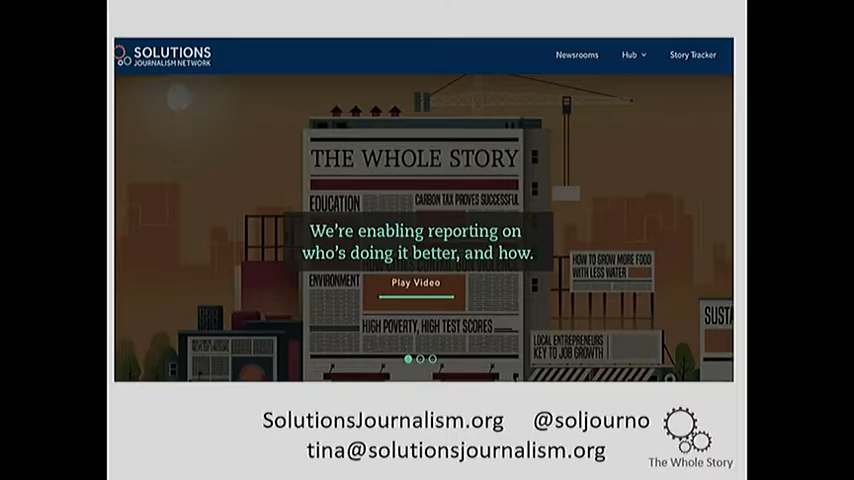 SOLUTIONS
JOURNALISM NETWORK
Newsrooms Hub Story Tracker
THE WHOLE STORY
EDUCATION
CARBON TAX PROVES SUCCESSFUL
We're enabling reporting on
who's doing it better, and how.
ENVIRONMENT
Play Video
HIGH POVERTY, HIGH TEST SCORES
HOW TO GROW MORE FOOD
WITH LESS WATER
LOCAL ENTREPRENEURS
KEY TO JOB GROWTH
SUSTA
SolutionsJournalism.org @soljourno
tina@solutionsjournalism.org
The Whole Story